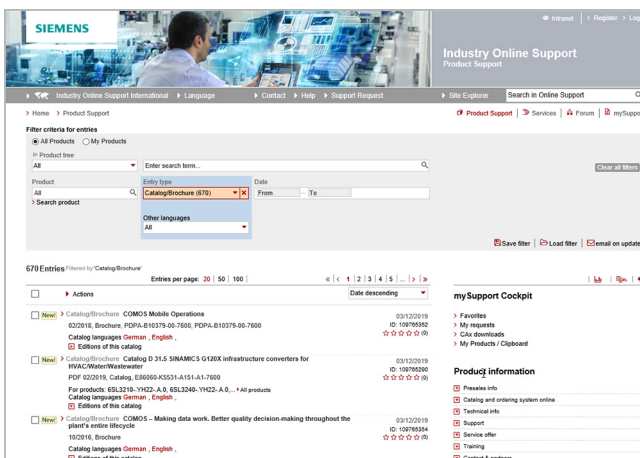 Intranet > Register > Log
SIEMENS
Industry Online Support
Product Support
Industry Online Support International Language Contact Help Support Request Site Explorer Search in Online Support
> Home > Product Support
Product Support Services Forum mySuppo
Filter criteria for entries
All Products My Products
Product tree
All Enter search term... Clear all filters
Product Entry type Date
All Catalog/Brochure (670) From To
> Search product
Other languages
All
Save filter | Load filter | email on update
670 Entries Filtered by 'Catalog/Brochure'
Entries per page: 20 | 50 | 100 | « | < 1 | 2 | 3 | 4 | 5 | ... | > | »
Actions Date descending
New! > Catalog/Brochure COMOS Mobile Operations 03/12/2019
02/2018, Brochure, PDPA-B10379-00-7600, PDPA-B10379-00-7600 ID: 109765352
Catalog languages German , English , (0)
Editions of this catalog
New! > Catalog/Brochure Catalog D 31.5 SINAMICS G120X infrastructure converters for 03/12/2019
HVAC/Water/Wastewater ID: 109766290
PDF 02/2019, Catalog, E86060-K5531-A151-A1-7600 (0)
For products: 6SL3210-.YH22-.A.0, 6SL3240-.YH22-.A.0,... All products
Catalog languages German , English ,
Editions of this catalog
New! > Catalog/Brochure COMOS – Making data work. Better quality decision-making throughout the 03/12/2019
plant's entire lifecycle ID: 109765354
10/2016, Brochure (0)
Catalog languages German , English ,
Editions of this catalog
mySupport Cockpit
> Favorites
> My requests
> CAx downloads
> My Products / Clipboard
Product information
Presales info
Catalog and ordering system online
Technical info
Support
Service offer
Training
Contact & partners